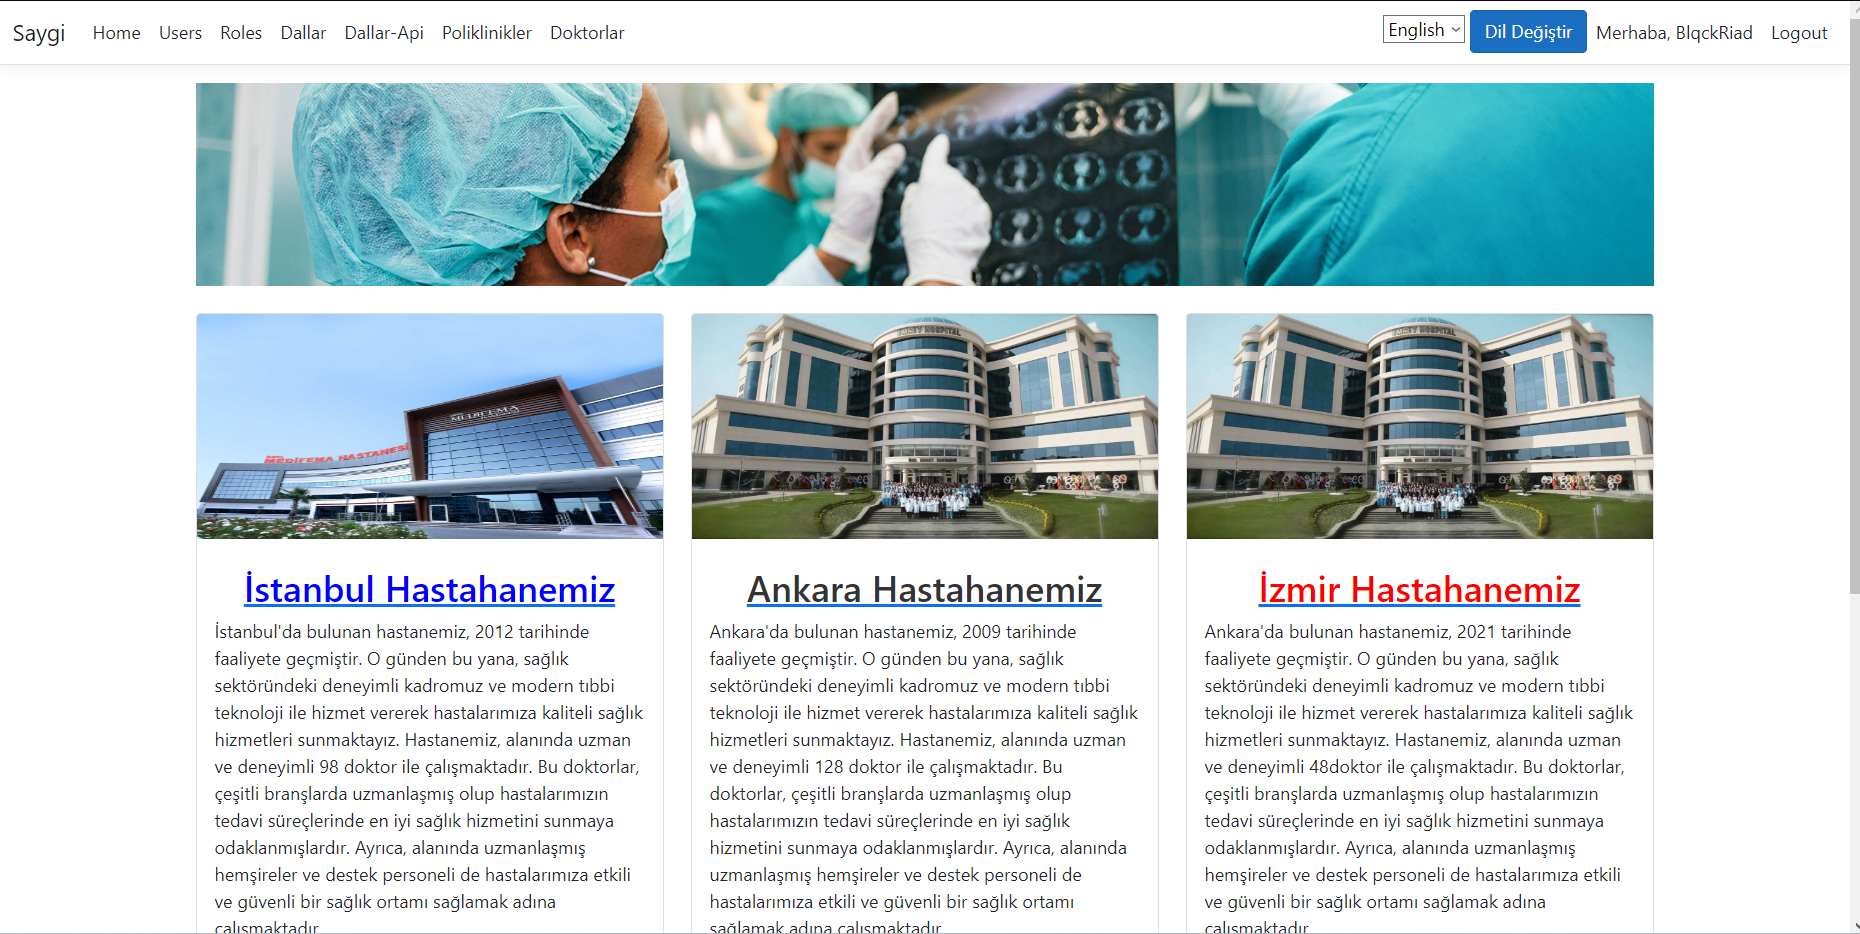 Saygi Home Users Roles Dallar Dallar-Api Poliklinikler Doktorlar English Dil Değiştir Merhaba, BlqckRiad Logout
MERİFEMA
MERİFEMA HASTANESİ
İstanbul Hastahanemiz
İstanbul'da bulunan hastanemiz, 2012 tarihinde
faaliyete geçmiştir. O günden bu yana, sağlık
sektöründeki deneyimli kadromuz ve modern tıbbi
teknoloji ile hizmet vererek hastalarımıza kaliteli sağlık
hizmetleri sunmaktayız. Hastanemiz, alanında uzman
ve deneyimli 98 doktor ile çalışmaktadır. Bu doktorlar,
çeşitli branşlarda uzmanlaşmış olup hastalarımızın
tedavi süreçlerinde en iyi sağlık hizmetini sunmaya
odaklanmışlardır. Ayrıca, alanında uzmanlaşmış
hemşireler ve destek personeli de hastalarımıza etkili
ve güvenli bir sağlık ortamı sağlamak adına
çalışmaktadır.
Ankara Hastahanemiz
Ankara'da bulunan hastanemiz, 2009 tarihinde
faaliyete geçmiştir. O günden bu yana, sağlık
sektöründeki deneyimli kadromuz ve modern tıbbi
teknoloji ile hizmet vererek hastalarımıza kaliteli sağlık
hizmetleri sunmaktayız. Hastanemiz, alanında uzman
ve deneyimli 128 doktor ile çalışmaktadır. Bu
doktorlar, çeşitli branşlarda uzmanlaşmış olup
hastalarımızın tedavi süreçlerinde en iyi sağlık
hizmetini sunmaya odaklanmışlardır. Ayrıca, alanında
uzmanlaşmış hemşireler ve destek personeli de
hastalarımıza etkili ve güvenli bir sağlık ortamı
sağlamak adına çalışmaktadır.
İzmir Hastahanemiz
Ankara'da bulunan hastanemiz, 2021 tarihinde
faaliyete geçmiştir. O günden bu yana, sağlık
sektöründeki deneyimli kadromuz ve modern tıbbi
teknoloji ile hizmet vererek hastalarımıza kaliteli sağlık
hizmetleri sunmaktayız. Hastanemiz, alanında uzman
ve deneyimli 48doktor ile çalışmaktadır. Bu doktorlar,
çeşitli branşlarda uzmanlaşmış olup hastalarımızın
tedavi süreçlerinde en iyi sağlık hizmetini sunmaya
odaklanmışlardır. Ayrıca, alanında uzmanlaşmış
hemşireler ve destek personeli de hastalarımıza etkili
ve güvenli bir sağlık ortamı sağlamak adına
çalışmaktadır.